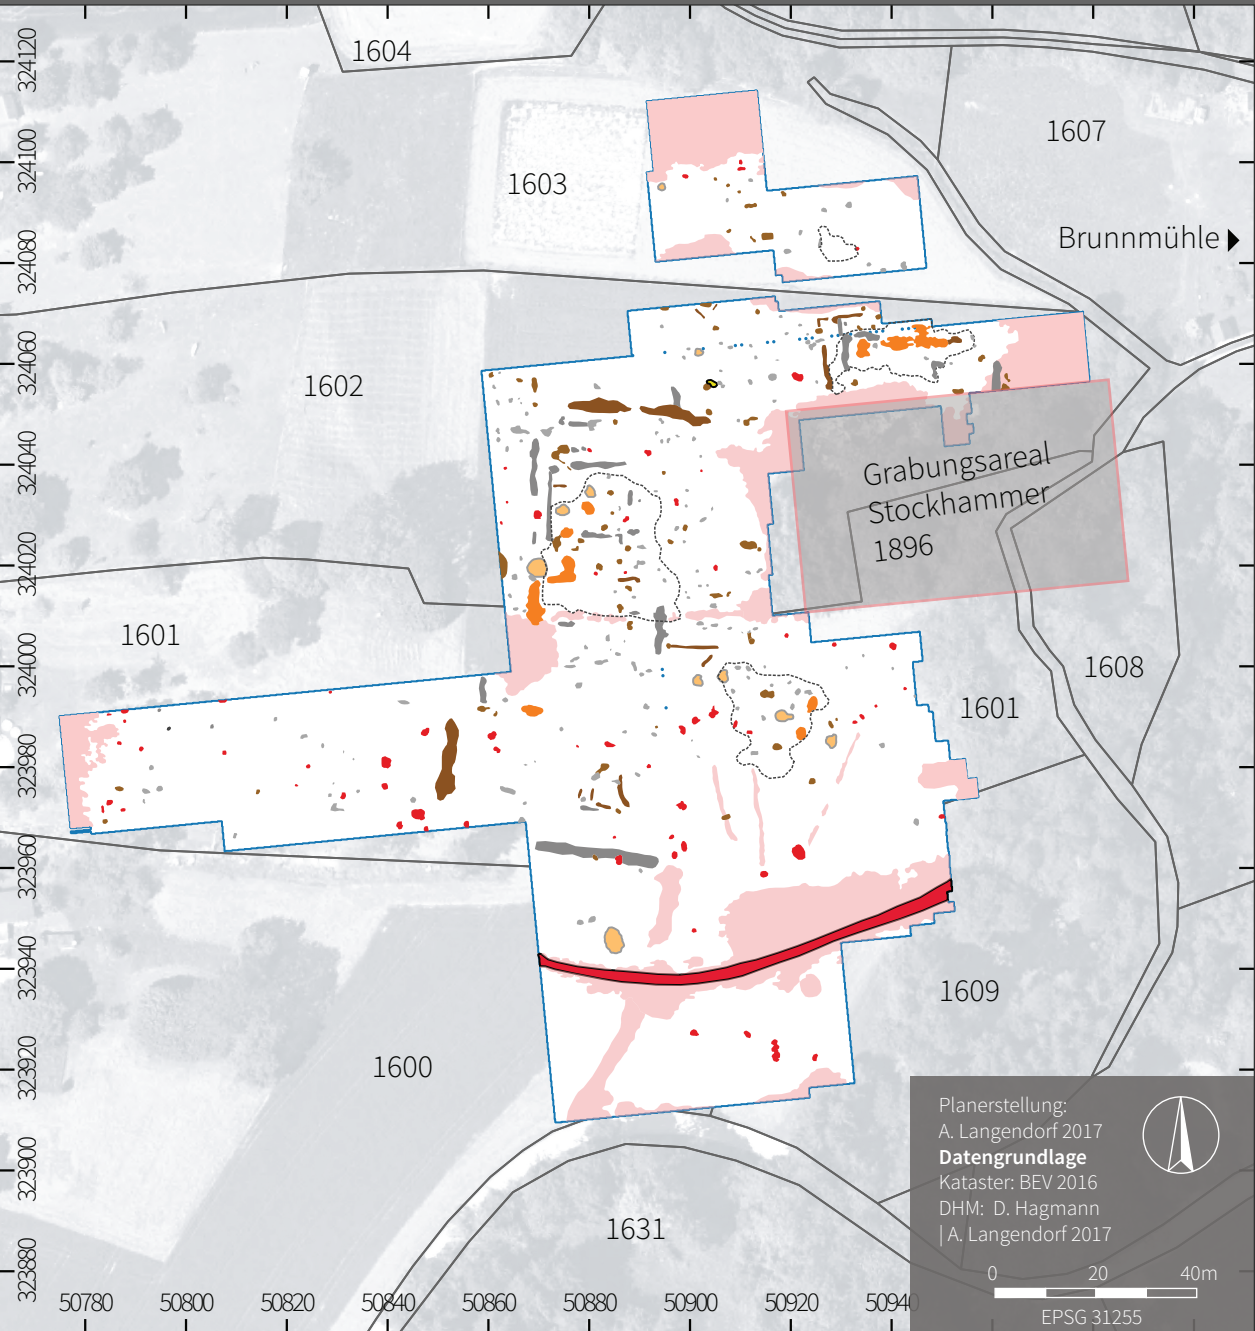 1604
324120
1607
324100
1603
Brunnmühle
324080
324060
1602
324040
Grabungsareal
Stockhammer
1896
324020
1601
324000
1608
1601
323980
323960
323940
1609
323920
1600
Planerstellung:
A. Langendorf 2017
Datengrundlage
Kataster: BEV 2016
DHM: D. Hagmann
| A. Langendorf 2017
323900
1631
323880
0 20 40m
EPSG 31255
50780 50800 50820 50840 50860 50880 50900 50920 50940